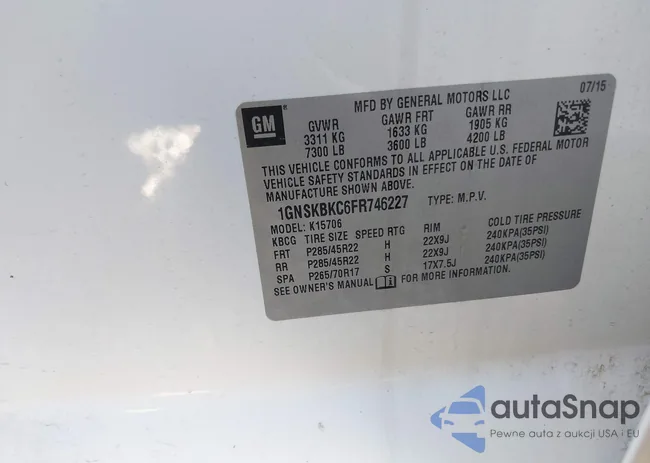 07/15
MFD BY GENERAL MOTORS LLC
GM
GVWR GAWR FRT GAWR RR
3311 KG 1633 KG 1905 KG
7300 LB 3600 LB 4200 LB
THIS VEHICLE CONFORMS TO ALL APPLICABLE U.S. FEDERAL MOTOR
VEHICLE SAFETY STANDARDS IN EFFECT ON THE DATE OF
MANUFACTURE SHOWN ABOVE.
1GNSKBKC6FR746227 TYPE: M.P.V.
MODEL: K15706
KBCG TIRE SIZE SPEED RTG RIM COLD TIRE PRESSURE
FRT P285/45R22 H 22X9J 240KPA(35PSI)
RR P285/45R22 H 22X9J 240KPA(35PSI)
SPA P265/70R17 S 17X7.5J 240KPA(35PSI)
SEE OWNER'S MANUAL FOR MORE INFORMATION.
autaSnap
Pewne auta z aukcji USA i EU